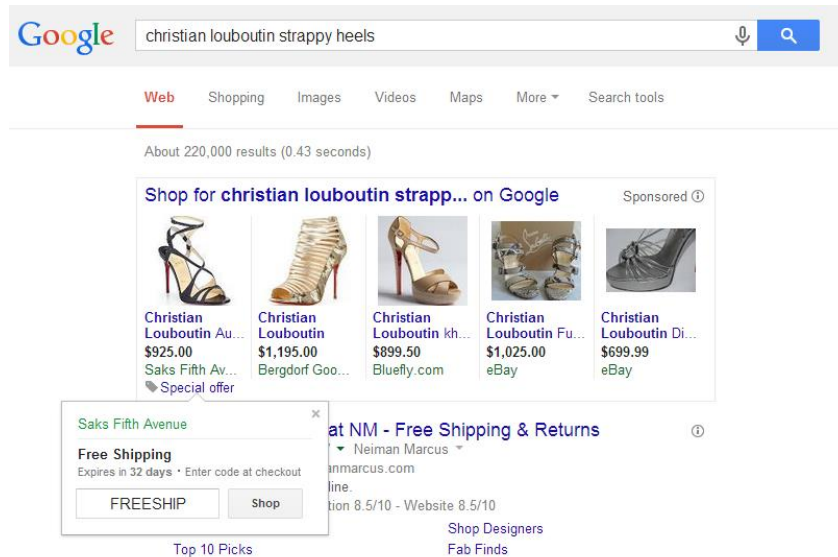 Google
christian louboutin strappy heels
Web Shopping Images Videos Maps More Search tools
About 220,000 results (0.43 seconds)
Shop for christian louboutin strapp... on Google Sponsored
Christian Louboutin Au...
$925.00
Saks Fifth Av...
Special offer
Christian Louboutin
$1,195.00
Bergdorf Goo...
Christian
Louboutin kh...
$899.50
Bluefly.com
Christian
Louboutin Fu...
$1,025.00
eBay
Christian
Louboutin Di...
$699.99
eBay
Saks Fifth Avenue ×
Free Shipping
Expires in 32 days · Enter code at checkout
FREESHIP Shop
at NM - Free Shipping & Returns
Neiman Marcus
anmarcus.com
line.
tion 8.5/10 - Website 8.5/10
Shop Designers
Top 10 Picks Fab Finds